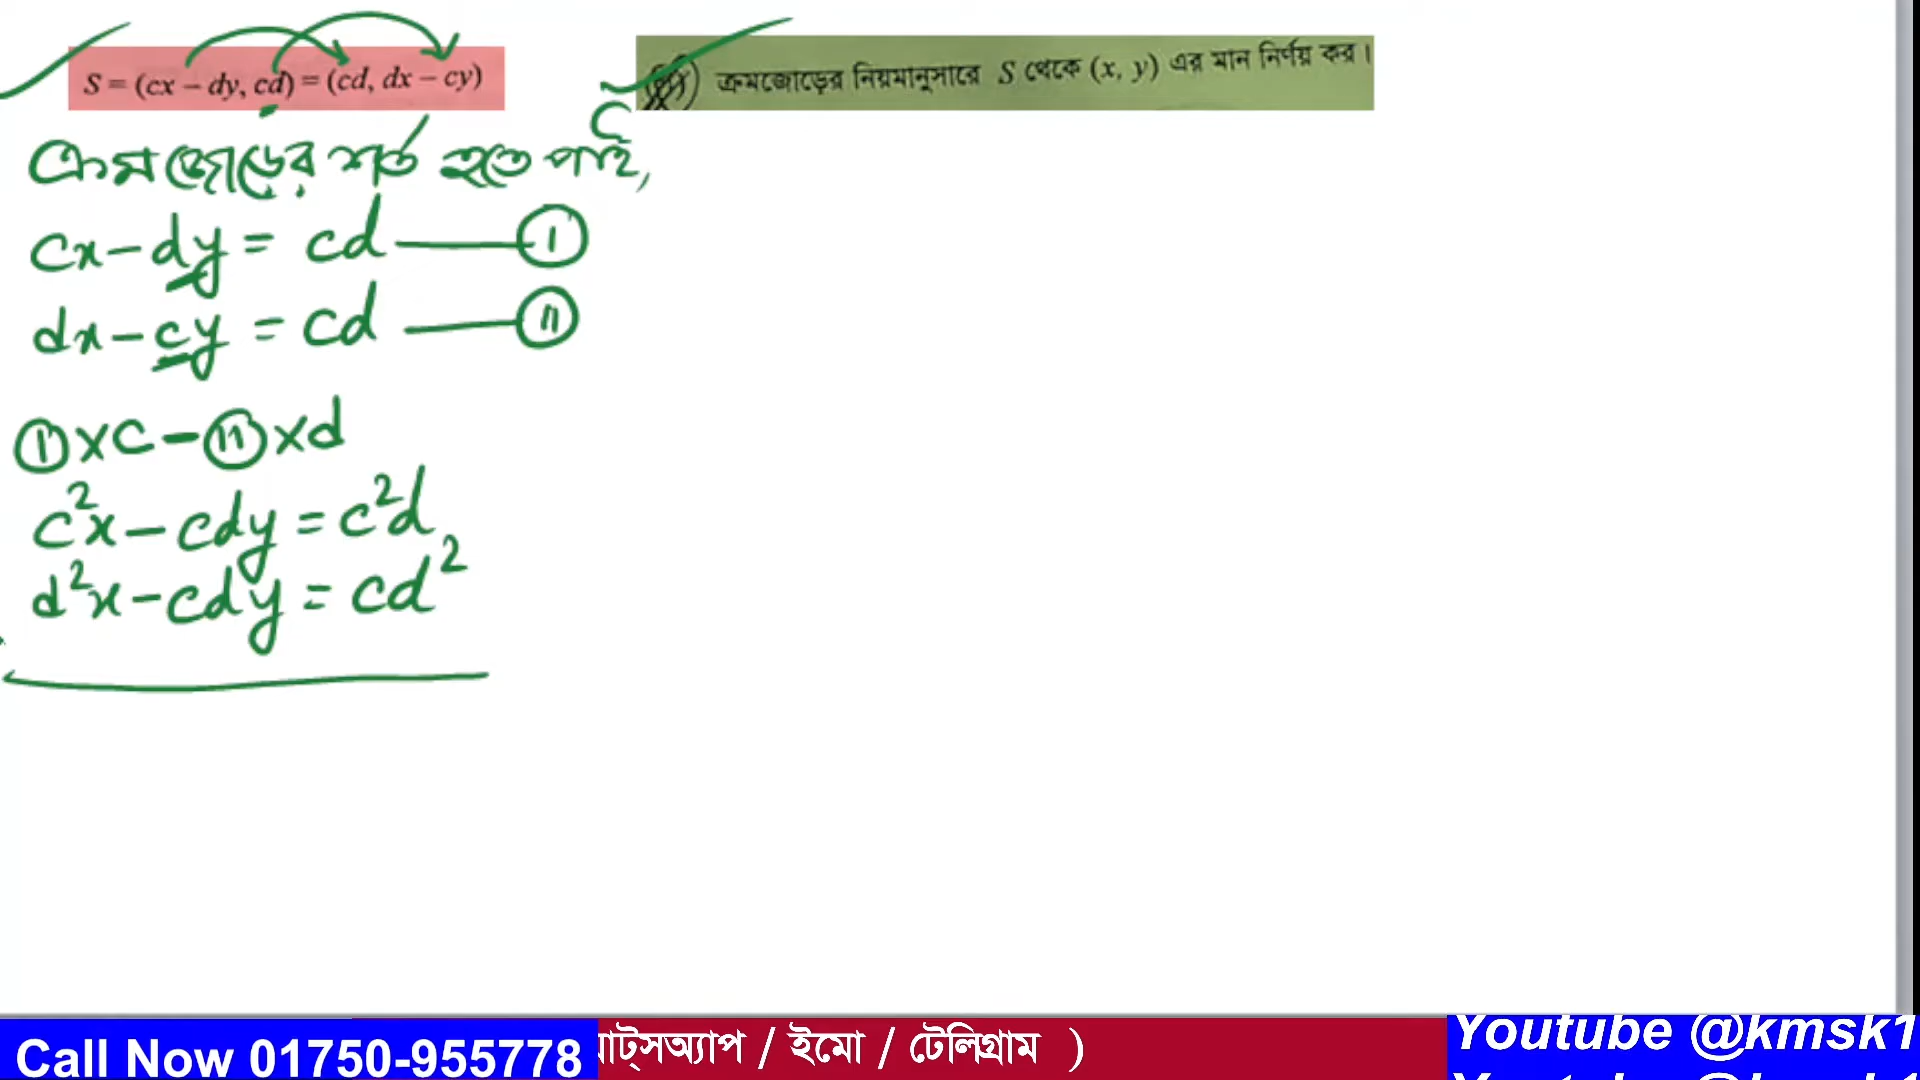 S = (cx – dy, cd) = (cd, dx – cy)
ক্রমজোড়ের নিয়মানুসারে S থেকে (x, y) এর মান নির্ণয় কর।
ক্রমজোড়ের শর্ত হতে পাই,
cx – dy = cd —— (i)
dx – cy = cd —— (ii)
(i) × c – (ii) × d
c²x – cdy = c²d
d²x – cdy = cd²
Call Now 01750-955778
াট্সঅ্যাপ / ইমো / টেলিগ্রাম )
Youtube @kmsk1